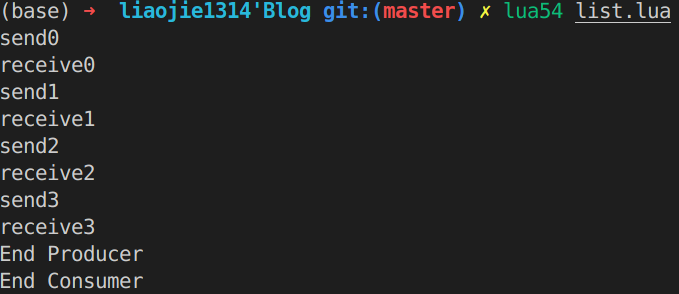 (base) ➜  liaojie1314'Blog git:(master) ✗ lua54 list.lua
send0
receive0
send1
receive1
send2
receive2
send3
receive3
End Producer
End Consumer